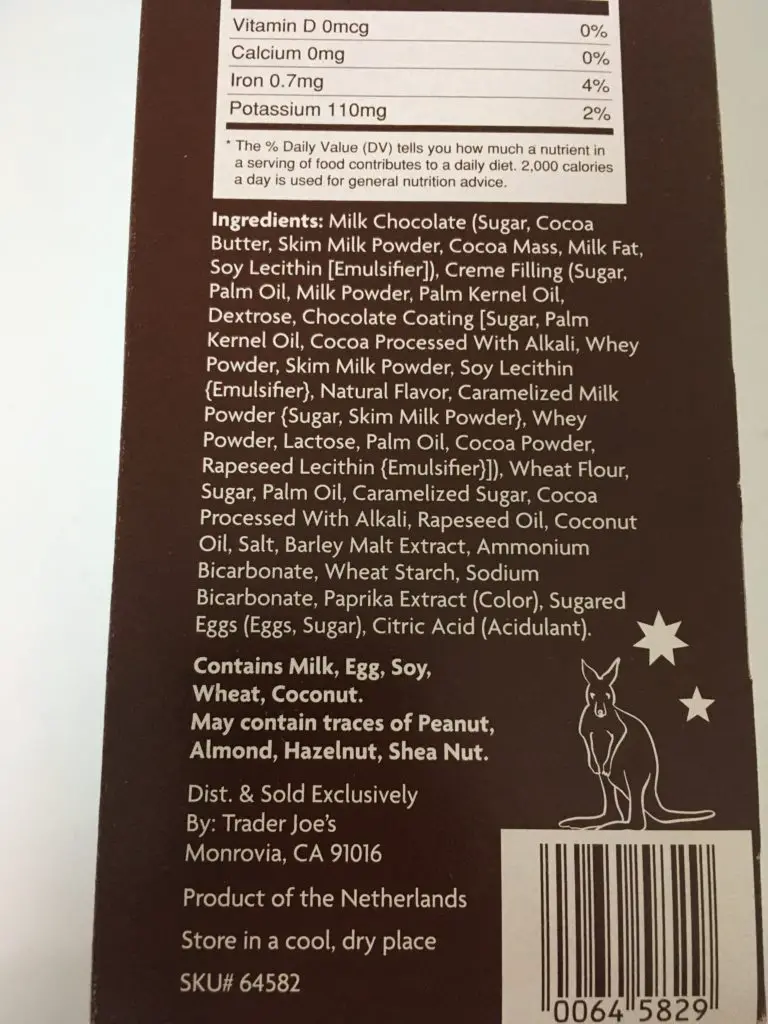 Vitamin D 0mcg 0%
Calcium 0mg 0%
Iron 0.7mg 4%
Potassium 110mg 2%
* The % Daily Value (DV) tells you how much a nutrient in
a serving of food contributes to a daily diet. 2,000 calories
a day is used for general nutrition advice.
Ingredients: Milk Chocolate (Sugar, Cocoa
Butter, Skim Milk Powder, Cocoa Mass, Milk Fat,
Soy Lecithin [Emulsifier]), Creme Filling (Sugar,
Palm Oil, Milk Powder, Palm Kernel Oil,
Dextrose, Chocolate Coating [Sugar, Palm
Kernel Oil, Cocoa Processed With Alkali, Whey
Powder, Skim Milk Powder, Soy Lecithin
{Emulsifier}, Natural Flavor, Caramelized Milk
Powder {Sugar, Skim Milk Powder}, Whey
Powder, Lactose, Palm Oil, Cocoa Powder,
Rapeseed Lecithin {Emulsifier}]), Wheat Flour,
Sugar, Palm Oil, Caramelized Sugar, Cocoa
Processed With Alkali, Rapeseed Oil, Coconut
Oil, Salt, Barley Malt Extract, Ammonium
Bicarbonate, Wheat Starch, Sodium
Bicarbonate, Paprika Extract (Color), Sugared
Eggs (Eggs, Sugar), Citric Acid (Acidulant).
Contains Milk, Egg, Soy,
Wheat, Coconut.
May contain traces of Peanut,
Almond, Hazelnut, Shea Nut.
Dist. & Sold Exclusively
By: Trader Joe's
Monrovia, CA 91016
Product of the Netherlands
Store in a cool, dry place
SKU# 64582
0064 5829